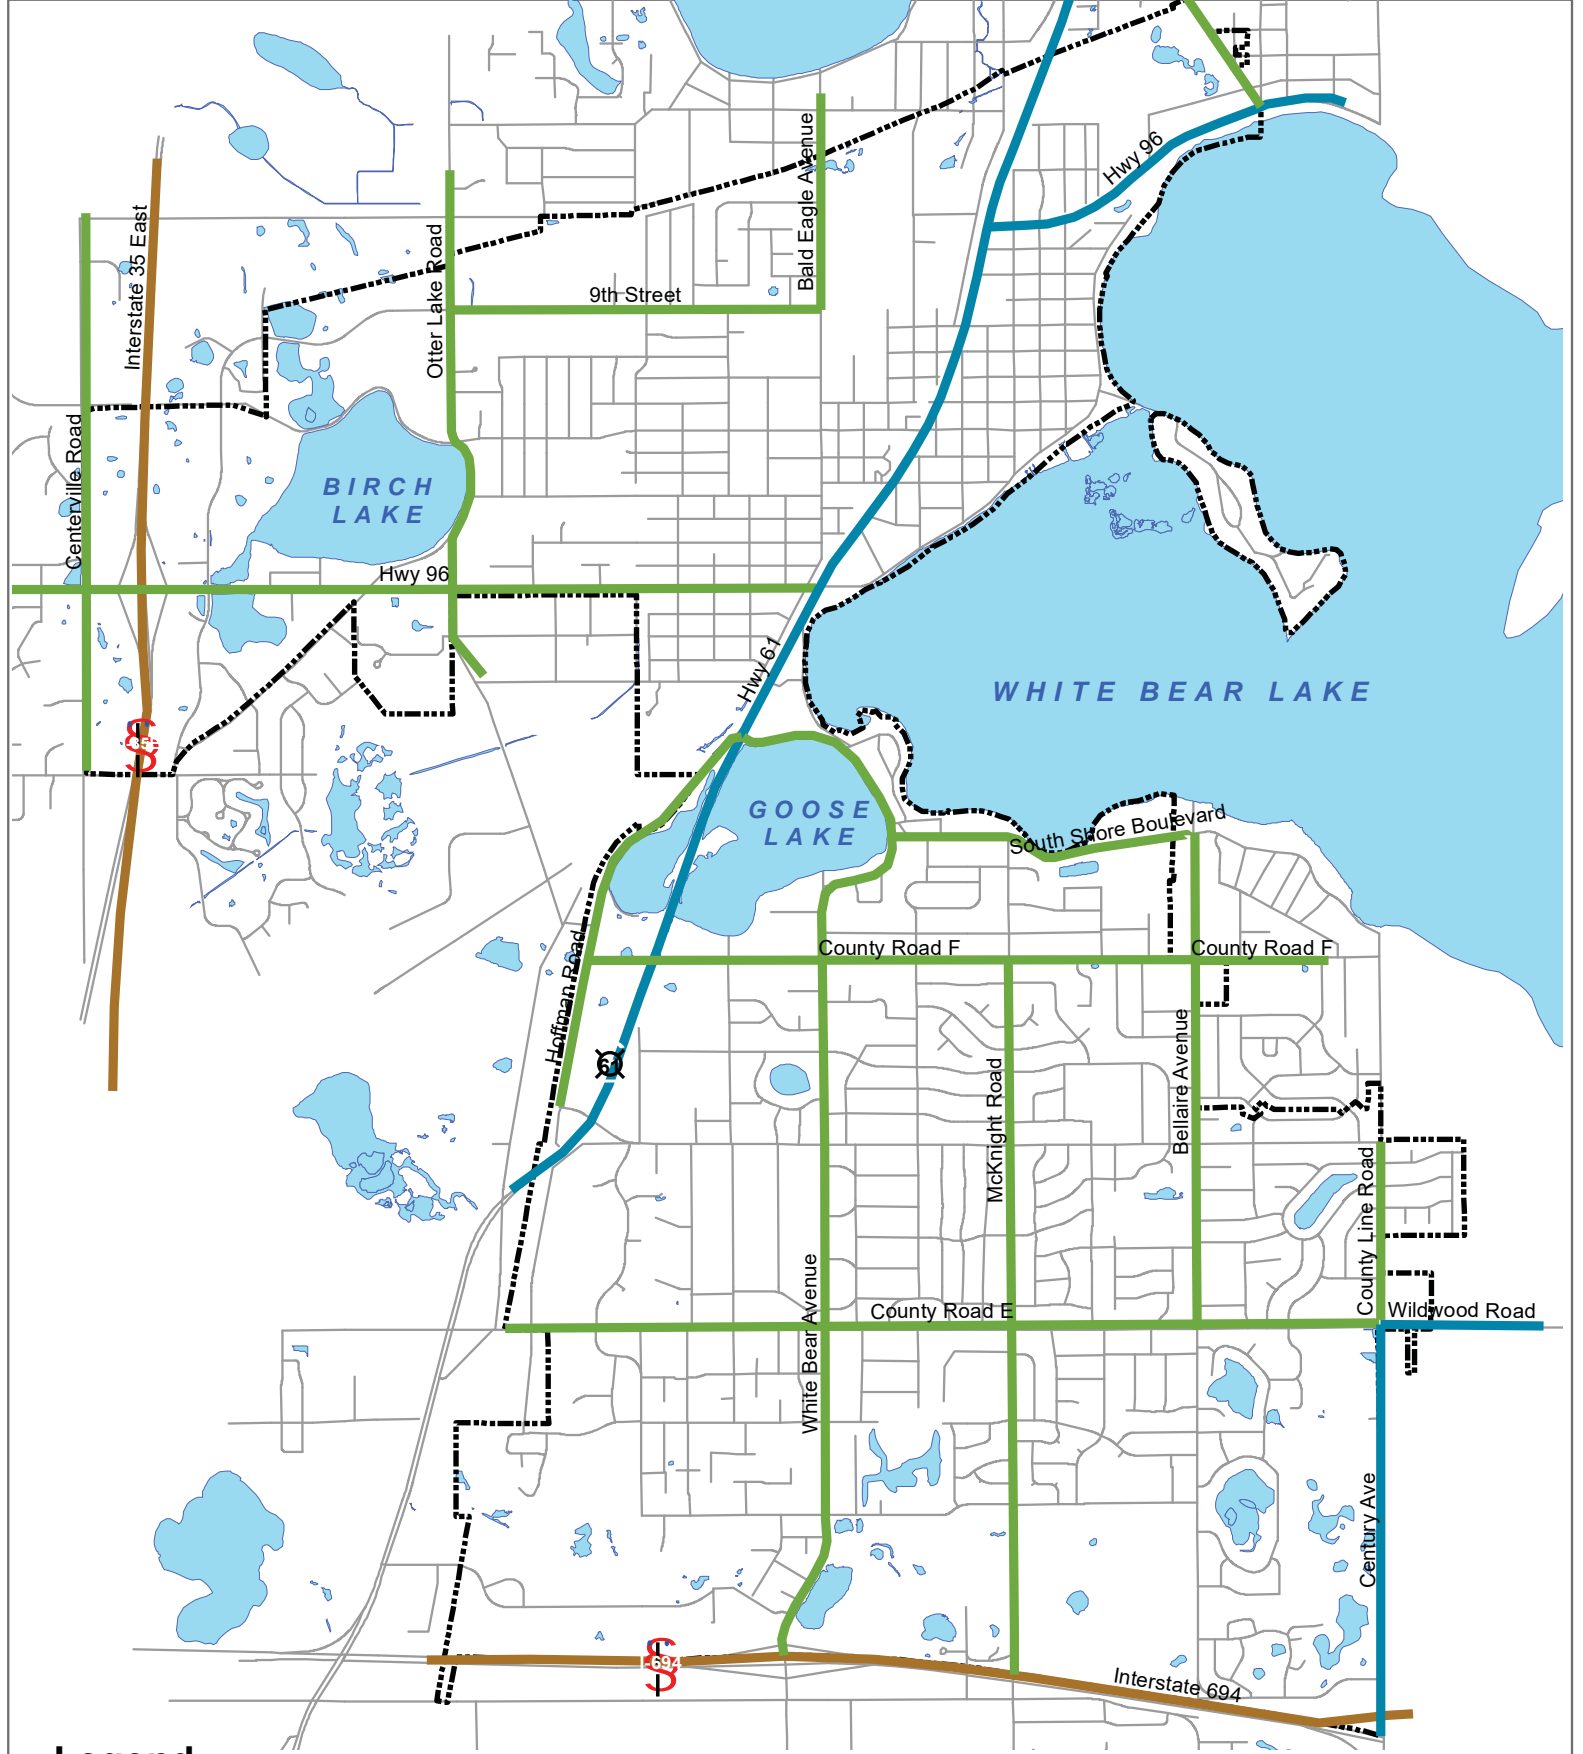 Hwy 96
Bald Eagle Avenue
Interstate 35 East
Otter Lake Road
9th Street
Centerville Road
BIRCH
LAKE
Hwy 96
Hwy 61
WHITE BEAR LAKE
GOOSE
LAKE
South Shore Boulevard
County Road F
County Road F
Hoffman Road
61
McKnight Road
Bellaire Avenue
County Line Road
White Bear Avenue
County Road E
Wildwood Road
Century Ave
I-694
Interstate 694
Legend